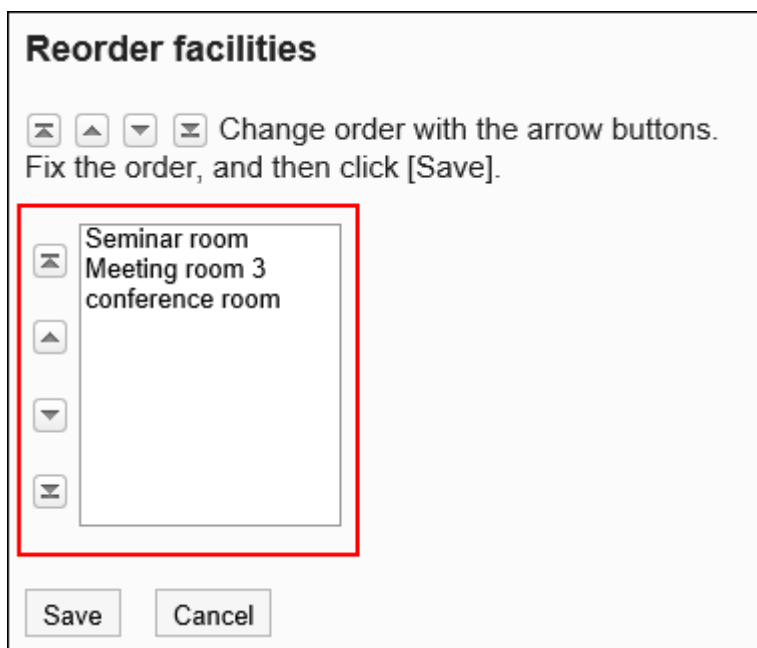 Reorder facilities
Change order with the arrow buttons.
Fix the order, and then click [Save].
Seminar room
Meeting room 3
conference room
Save
Cancel